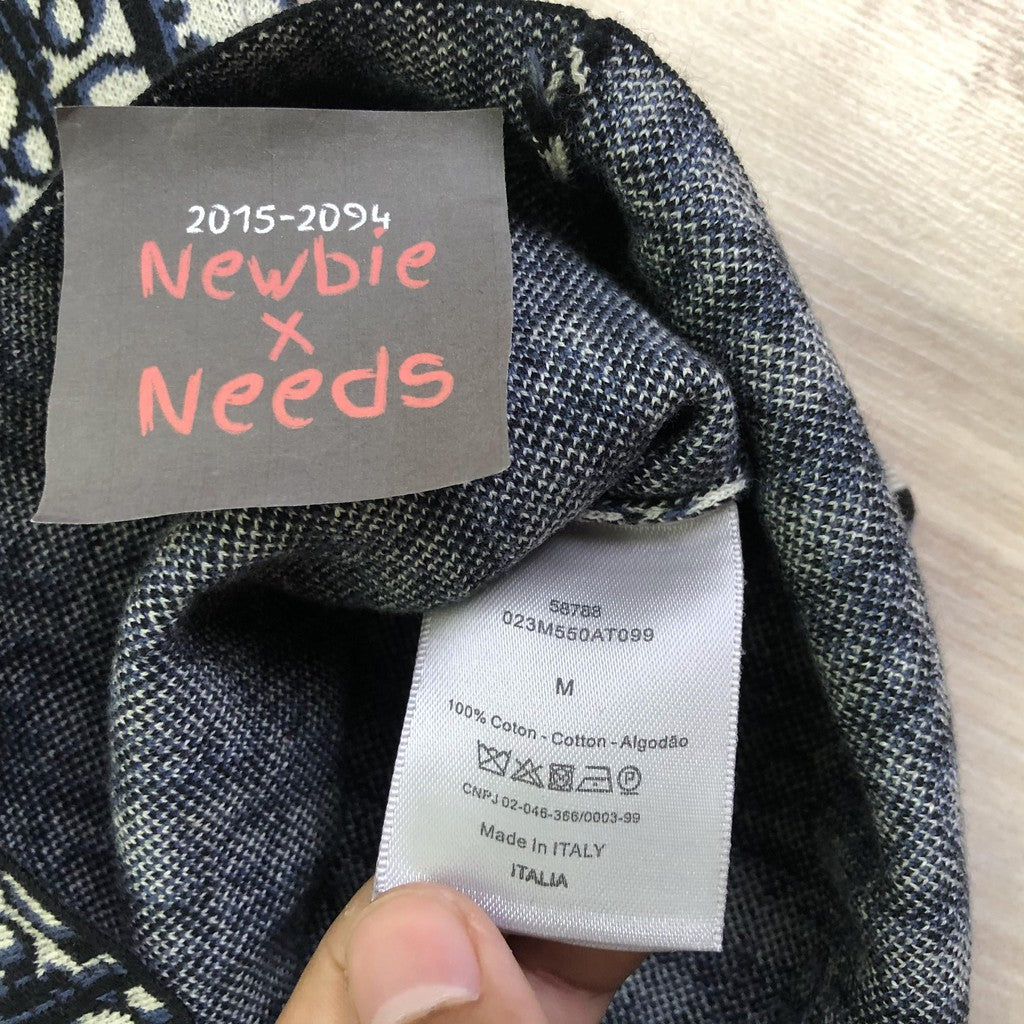 2015-2094
Newbie
x
Needs
58788
023M550AT099
M
100% Coton - Cotton - Algodão
CNPJ 02-046-366/0003-99
Made In ITALY
ITALIA